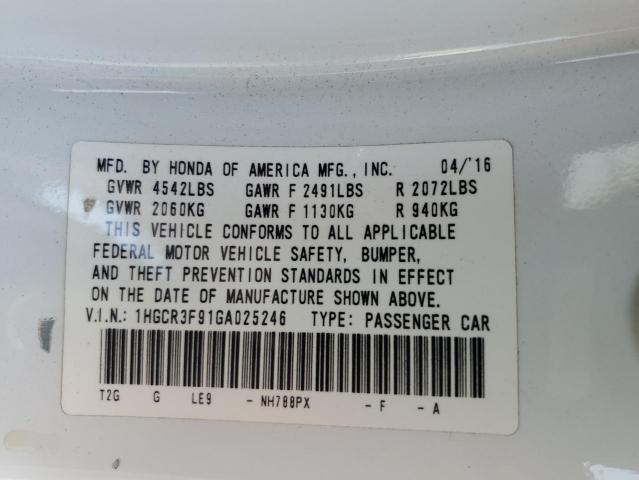 MFD. BY HONDA OF AMERICA MFG., INC. 04/'16
GVWR 4542LBS GAWR F 2491LBS R 2072LBS
GVWR 2060KG GAWR F 1130KG R 940KG
THIS VEHICLE CONFORMS TO ALL APPLICABLE
FEDERAL MOTOR VEHICLE SAFETY, BUMPER,
AND THEFT PREVENTION STANDARDS IN EFFECT
ON THE DATE OF MANUFACTURE SHOWN ABOVE.
V.I.N.: 1HGCR3F91GA025246 TYPE: PASSENGER CAR
T2G G LE9 - NH788PX - F - A